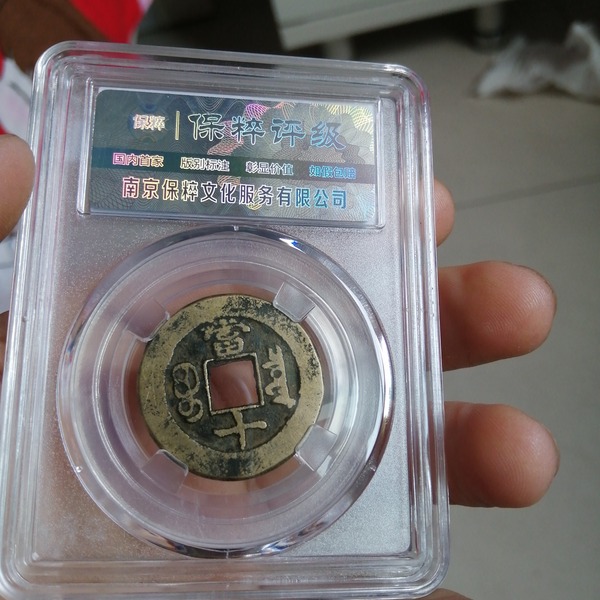 保粹 保粹评级
国内首家 版别标注 彰显价值 如假包赔
南京保粹文化服务有限公司
當
十